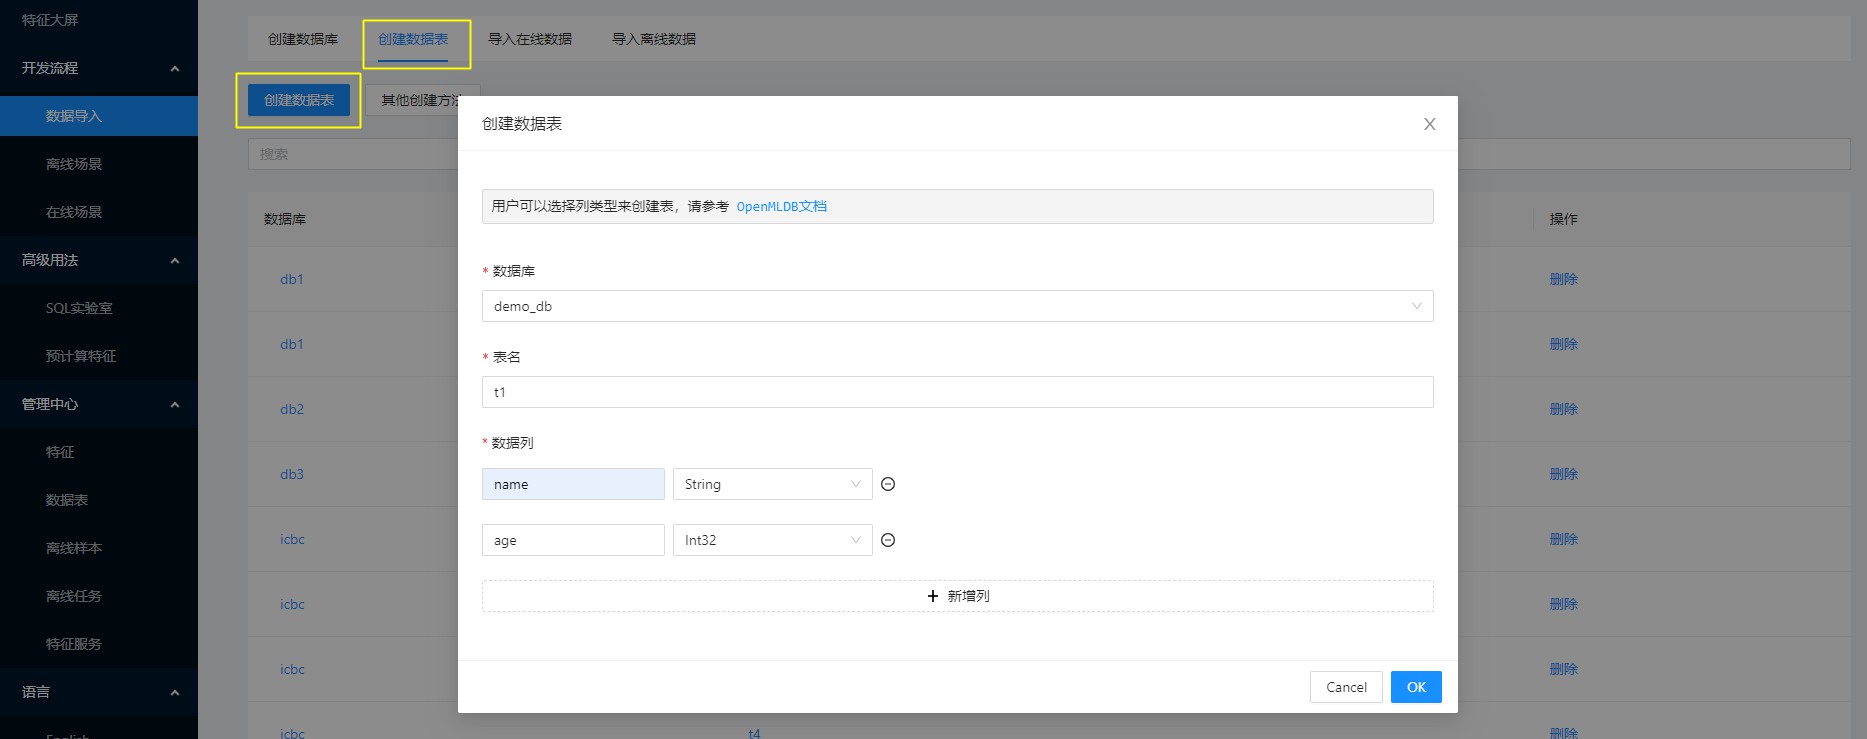 特征大屏
开发流程
数据导入
离线场景
在线场景
高级用法
SQL实验室
预计算特征
管理中心
特征
数据表
离线样本
离线任务
特征服务
语言
English
创建数据库 创建数据表 导入在线数据 导入离线数据
创建数据表 其他创建方法
搜索
数据库 操作
db1 删除
db1 删除
db2 删除
db3 删除
icbc 删除
icbc 删除
icbc 删除
icbc t4 删除
创建数据表 X
用户可以选择列类型来创建表，请参考 OpenMLDB文档
* 数据库
demo_db
* 表名
t1
* 数据列
name String
age Int32
+ 新增列
Cancel OK